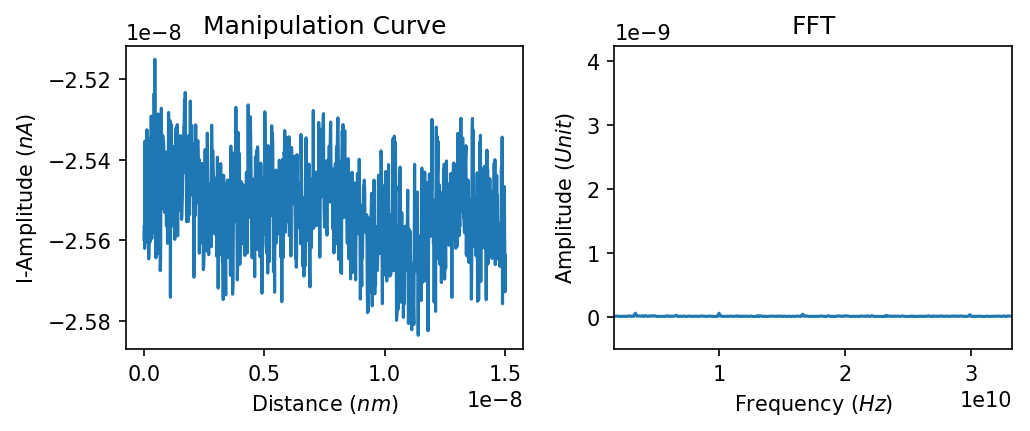 Manipulation Curve
1e−8
−2.52
−2.54
−2.56
−2.58
I-Amplitude (nA)
0.0
0.5
1.0
1.5
1e−8
Distance (nm)
FFT
1e−9
4
3
2
1
0
Amplitude (Unit)
1
2
3
1e10
Frequency (Hz)